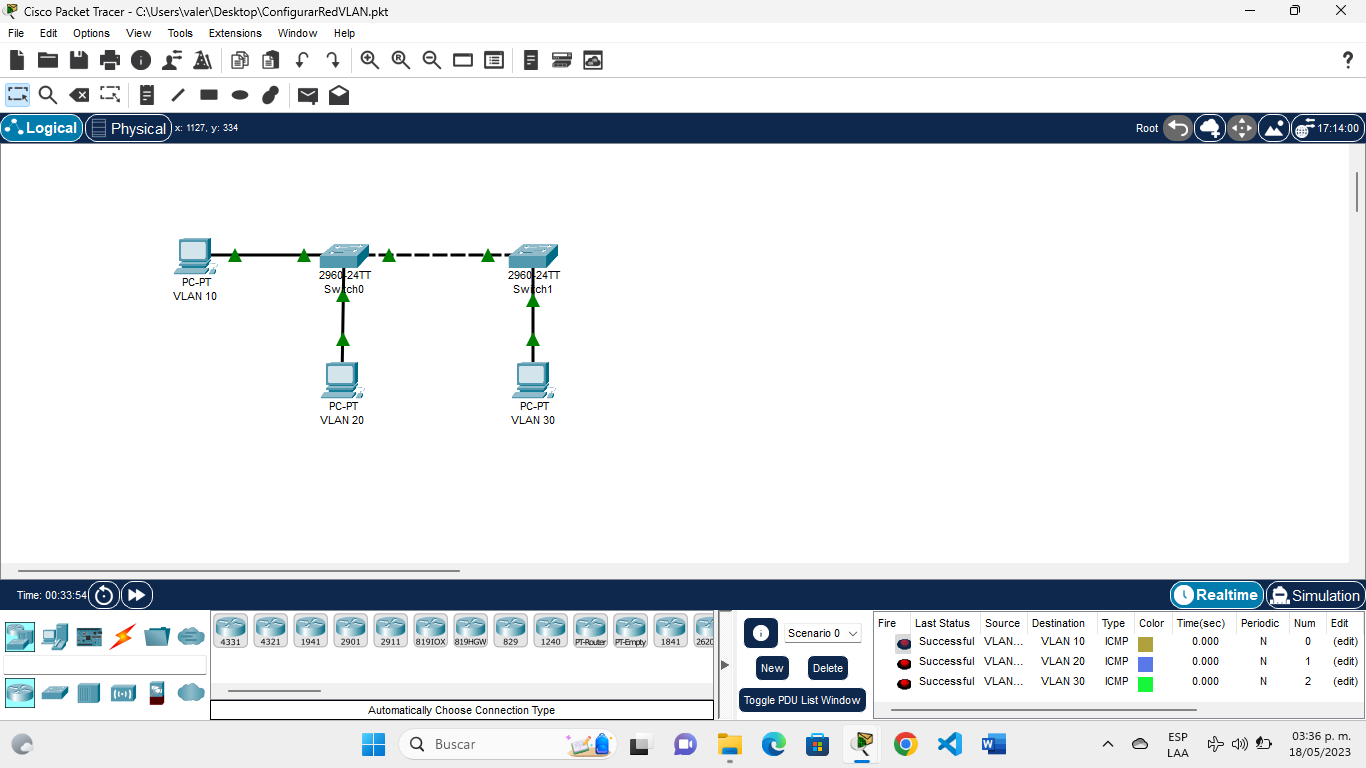 Cisco Packet Tracer - C:\Users\valer\Desktop\ConfigurarRedVLAN.pkt
File Edit Options View Tools Extensions Window Help
Logical Physical x: 1127, y: 334 Root 17:14:00
PC-PT
VLAN 10
2960-24TT
Switch0
2960-24TT
Switch1
PC-PT
VLAN 20
PC-PT
VLAN 30
Time: 00:33:54 Realtime Simulation
4331 4321 1941 2901 2911 819IOX 819HGW 829 1240 PT-Router PT-Empty 1841 2620
Automatically Choose Connection Type
Scenario 0
New Delete
Toggle PDU List Window
Fire Last Status Source Destination Type Color Time(sec) Periodic Num Edit
Successful VLAN... VLAN 10 ICMP 0.000 N 0 (edit)
Successful VLAN... VLAN 20 ICMP 0.000 N 1 (edit)
Successful VLAN... VLAN 30 ICMP 0.000 N 2 (edit)
Buscar
ESP
LAA
03:36 p. m.
18/05/2023